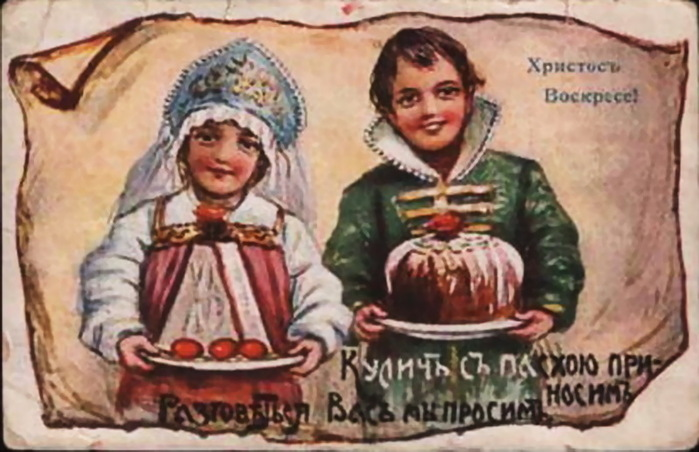 Христосъ
Воскресе!
Куличъ съ пасхою при-
носимъ
Разговѣться Васъ мы просимъ.